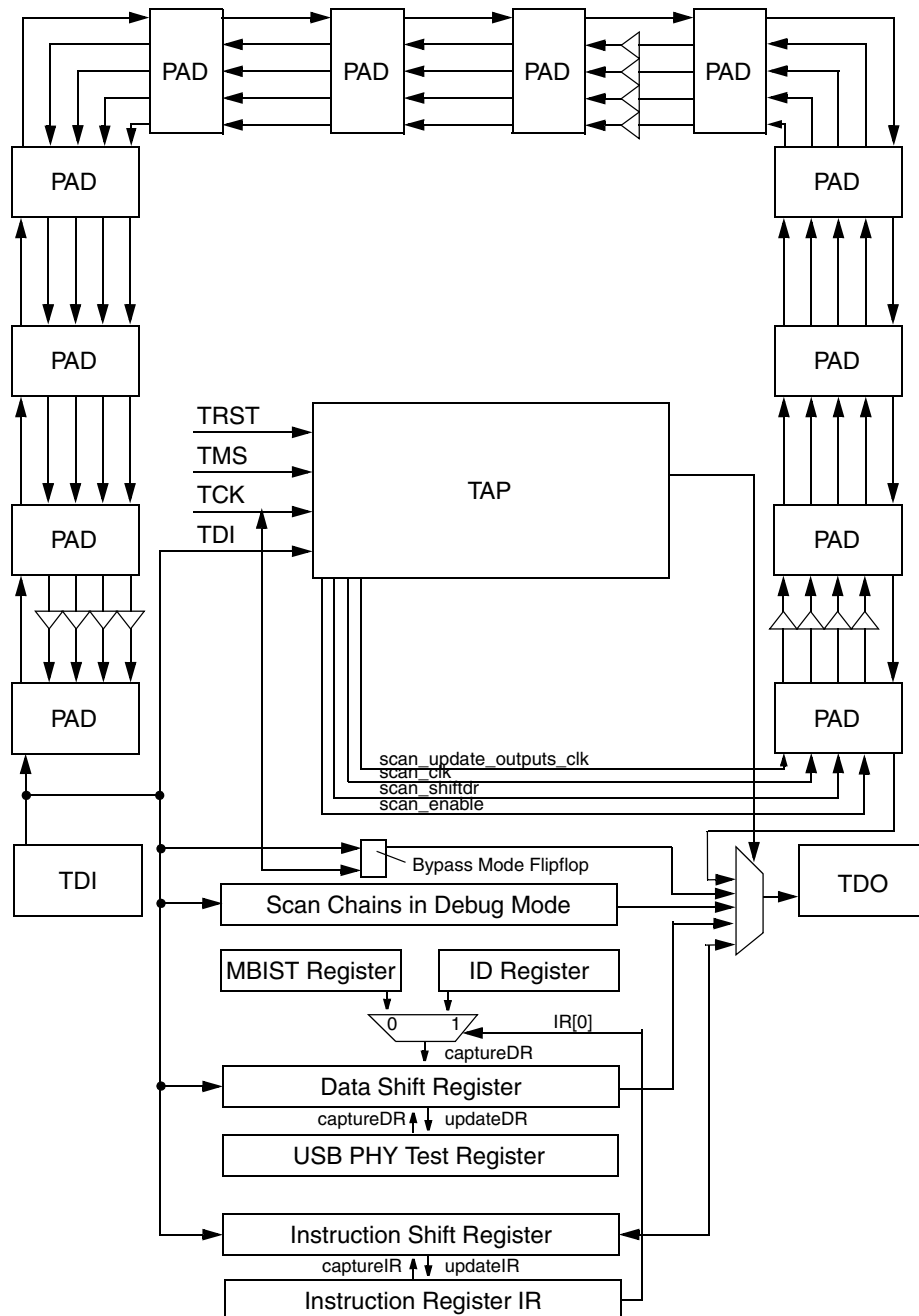 PAD
PAD
PAD
PAD
PAD
PAD
PAD
PAD
TRST
TMS
TCK
TDI
TAP
PAD
PAD
PAD
PAD
scan_update_outputs_clk
scan_clk
scan_shiftdr
scan_enable
TDI
Bypass Mode Flipflop
TDO
Scan Chains in Debug Mode
MBIST Register
ID Register
0
1
IR[0]
captureDR
Data Shift Register
captureDR
updateDR
USB PHY Test Register
Instruction Shift Register
captureIR
updateIR
Instruction Register IR